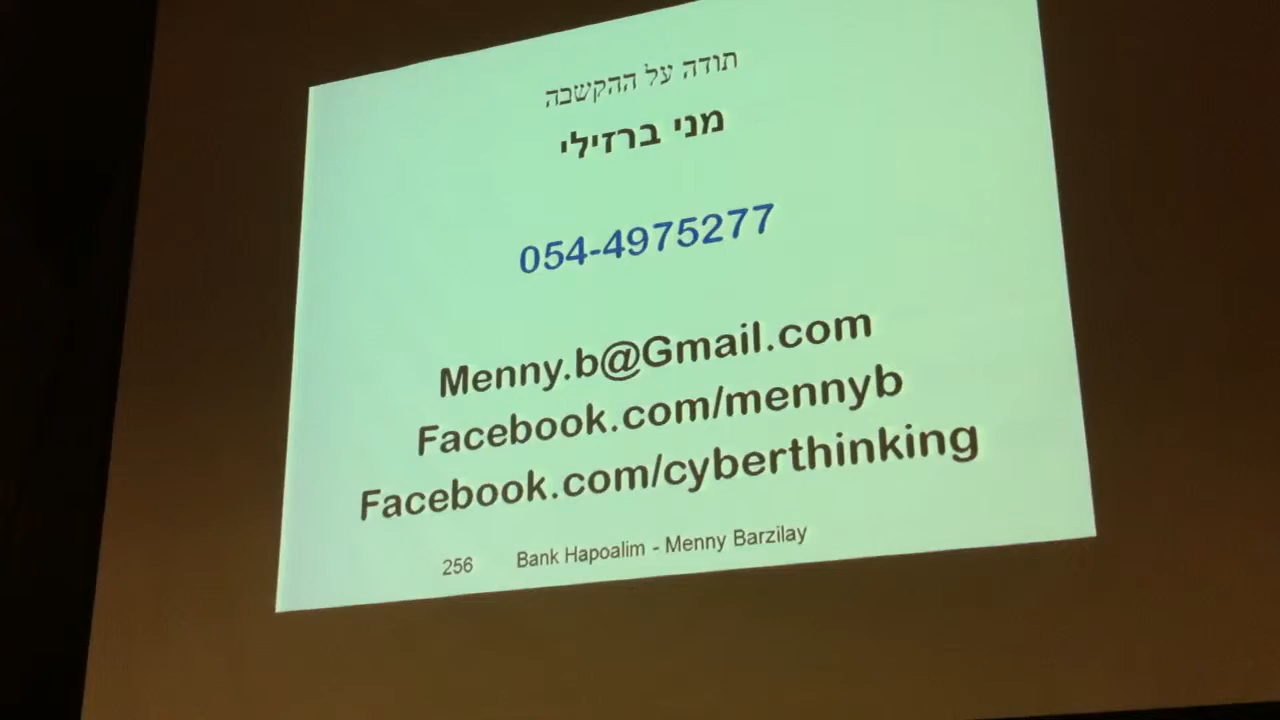 תודה על ההקשבה
מני ברזילי
054-4975277
Menny.b@Gmail.com
Facebook.com/mennyb
Facebook.com/cyberthinking
256 Bank Hapoalim - Menny Barzilay